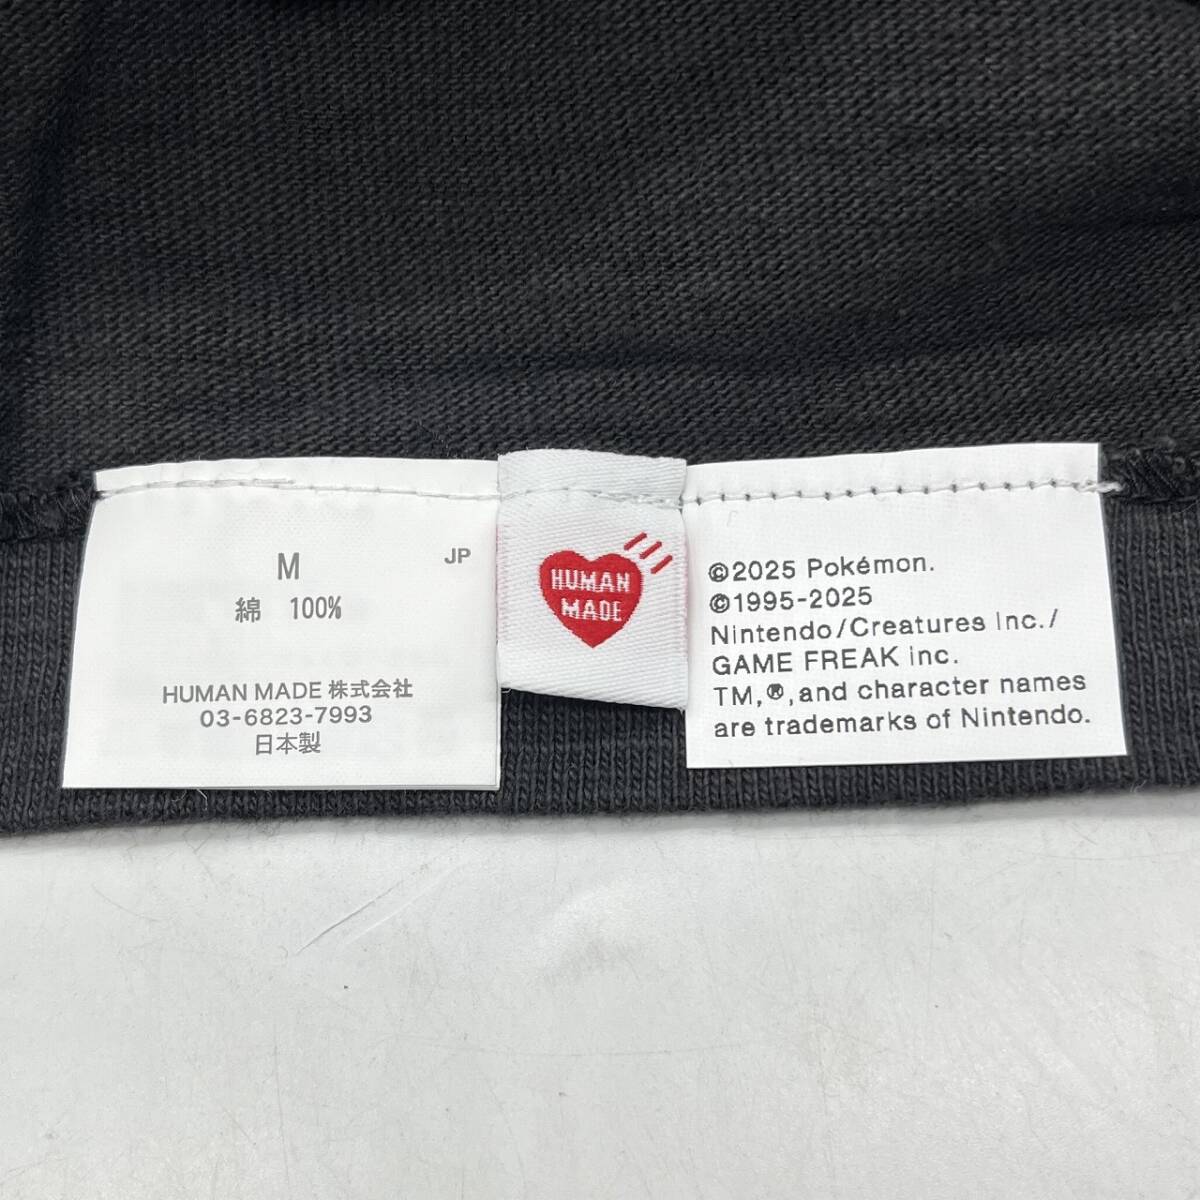 M
JP
綿 100%
HUMAN MADE 株式会社
03-6823-7993
日本製
HUMAN
MADE
©2025 Pokémon.
©1995-2025
Nintendo/Creatures Inc./
GAME FREAK inc.
TM,®,and character names
are trademarks of Nintendo.